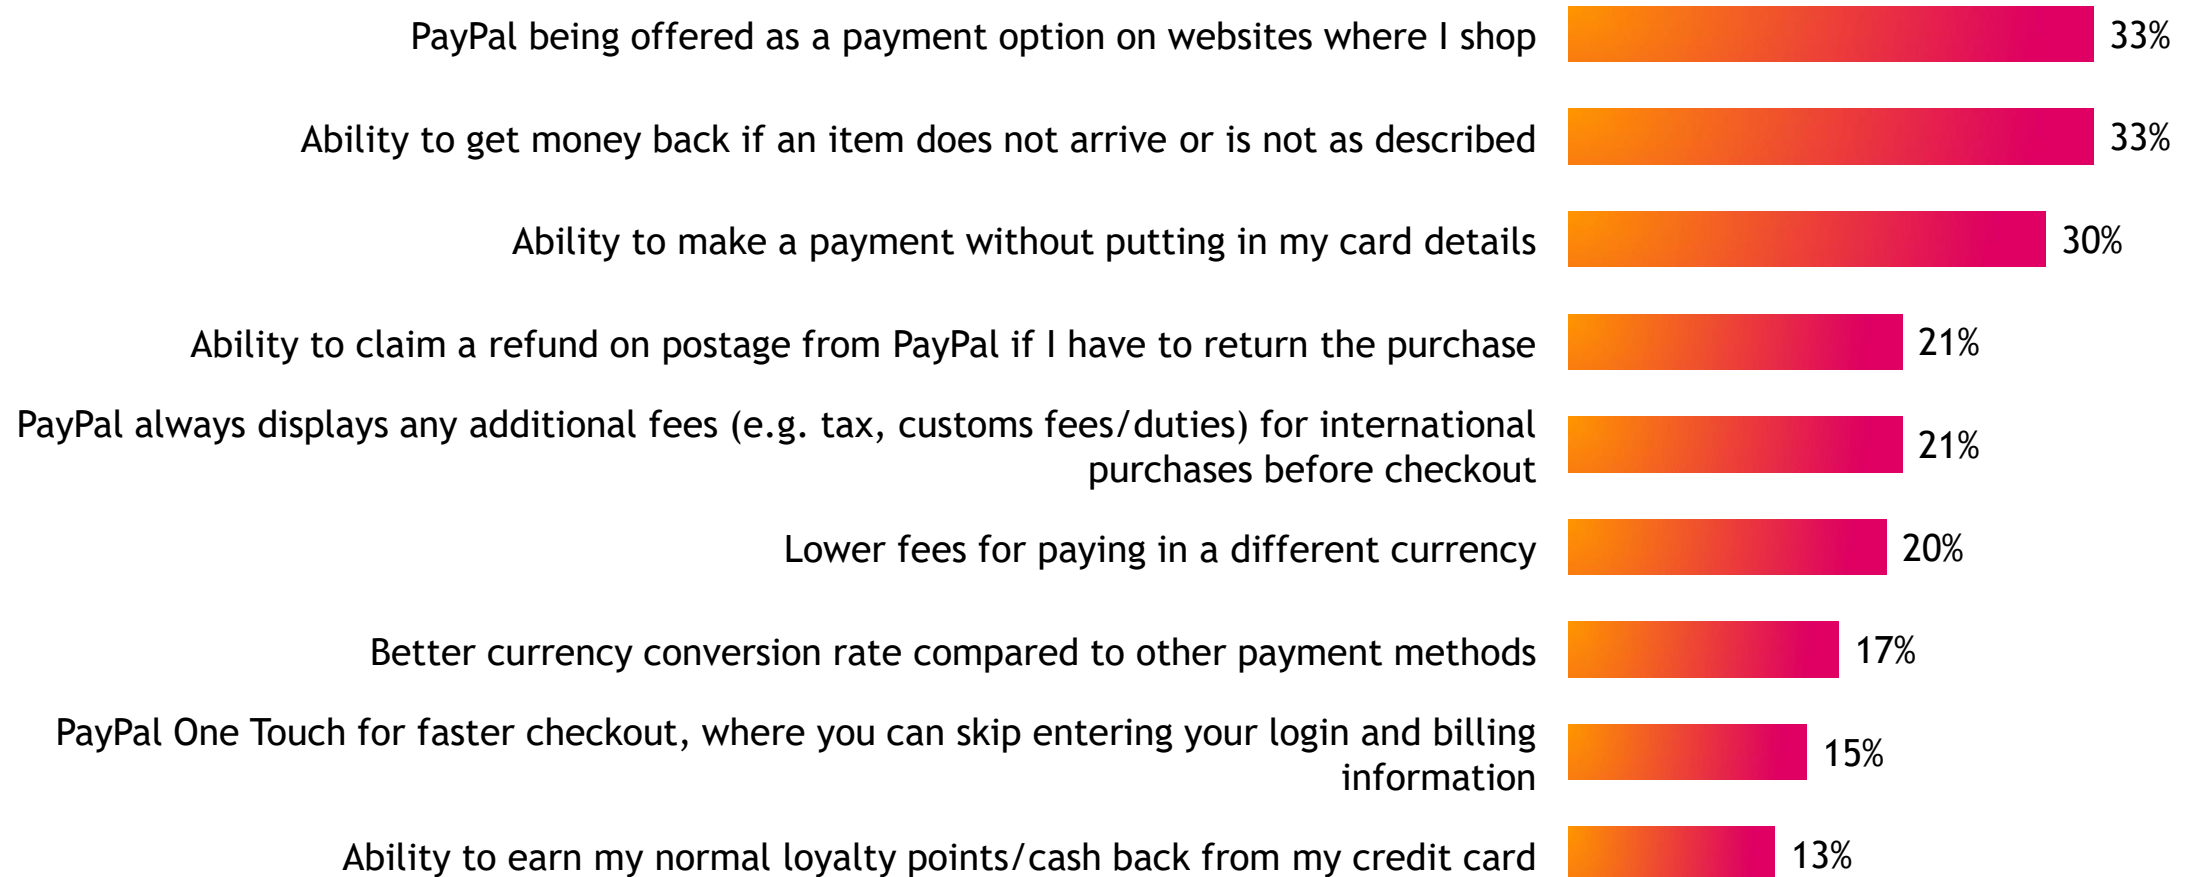 PayPal being offered as a payment option on websites where I shop 33%
Ability to get money back if an item does not arrive or is not as described 33%
Ability to make a payment without putting in my card details 30%
Ability to claim a refund on postage from PayPal if I have to return the purchase 21%
PayPal always displays any additional fees (e.g. tax, customs fees/duties) for international
purchases before checkout 21%
Lower fees for paying in a different currency 20%
Better currency conversion rate compared to other payment methods 17%
PayPal One Touch for faster checkout, where you can skip entering your login and billing
information 15%
Ability to earn my normal loyalty points/cash back from my credit card 13%